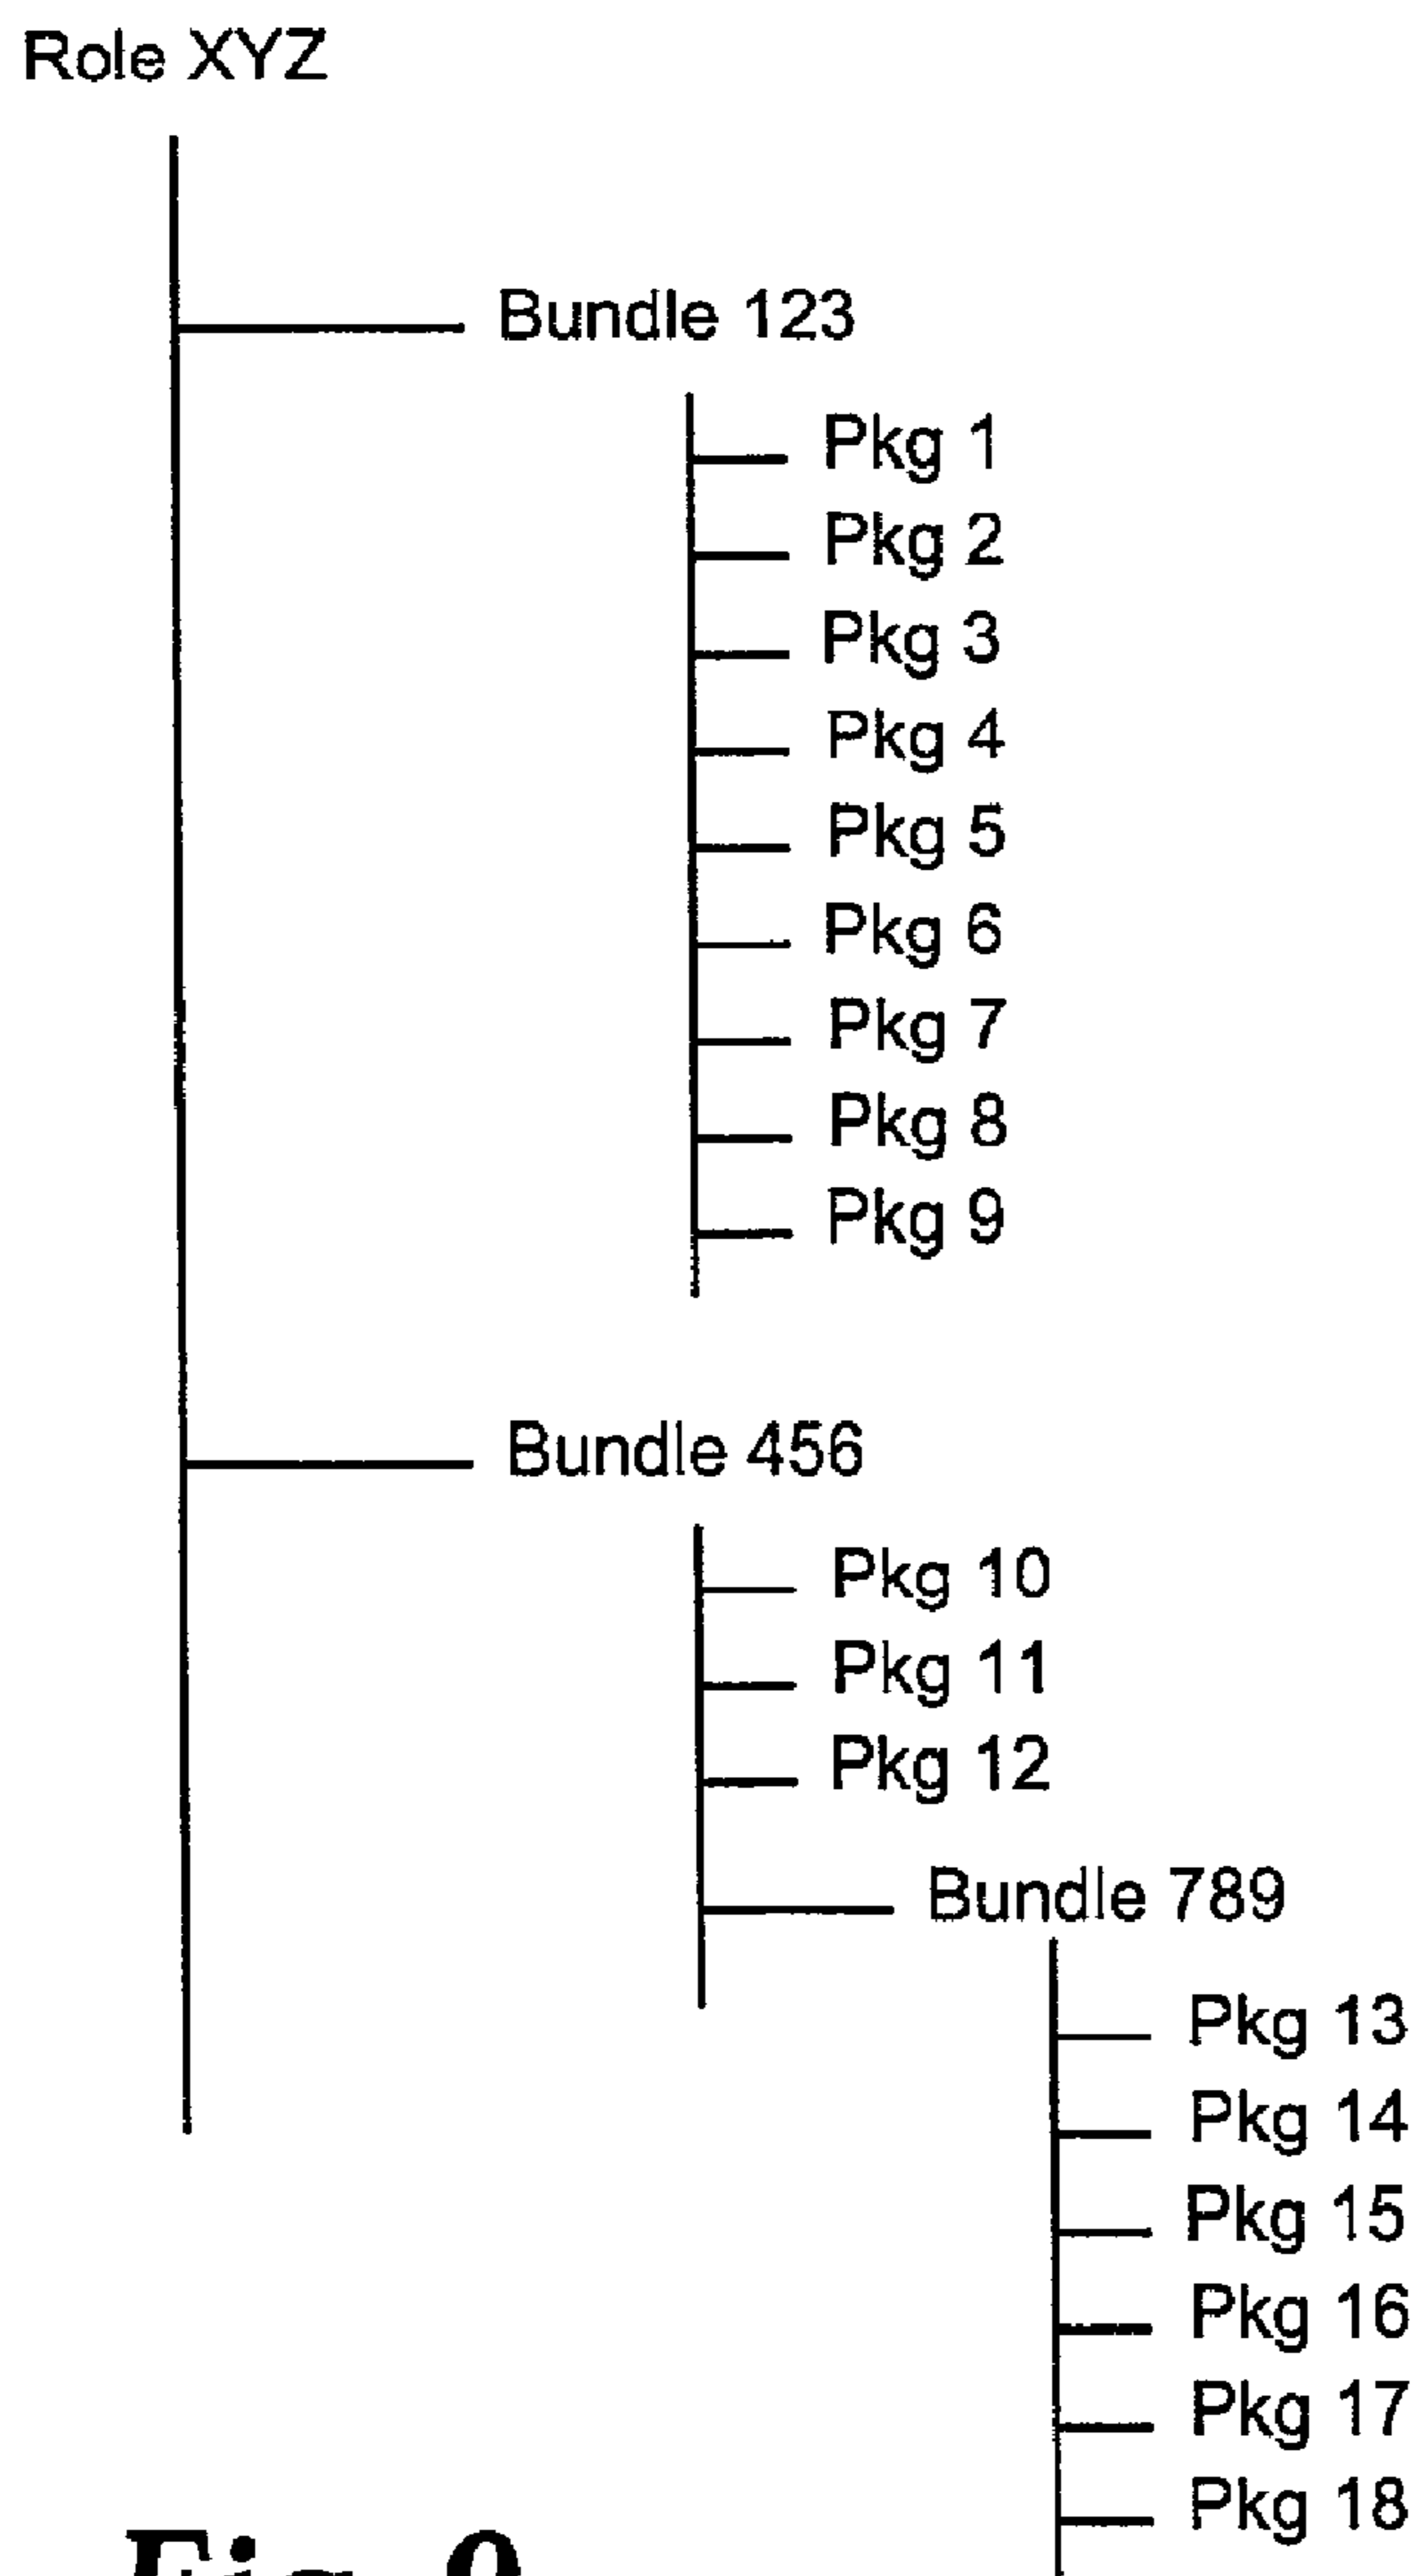 Role XYZ
Bundle 123
Pkg 1
Pkg 2
Pkg 3
Pkg 4
Pkg 5
Pkg 6
Pkg 7
Pkg 8
Pkg 9
Bundle 456
Pkg 10
Pkg 11
Pkg 12
Bundle 789
Pkg 13
Pkg 14
Pkg 15
Pkg 16
Pkg 17
Pkg 18